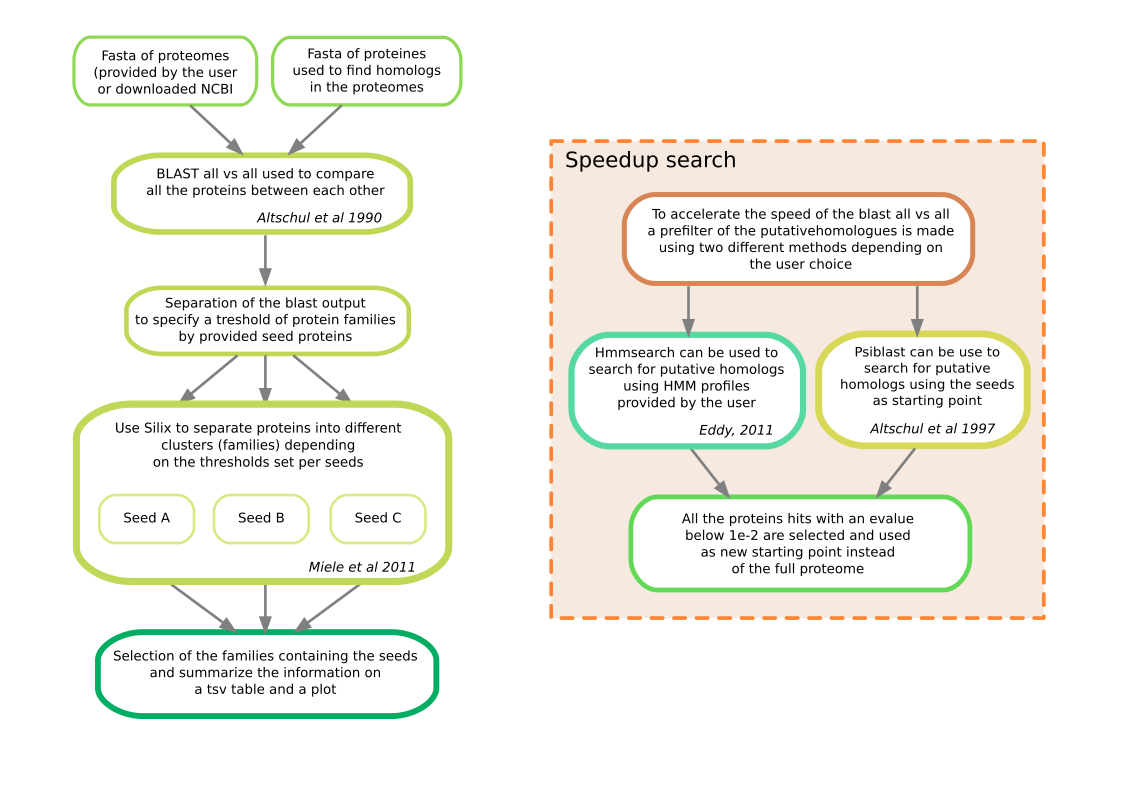 Fasta of proteomes
(provided by the user
or downloaded NCBI
Fasta of proteines
used to find homologs
in the proteomes
BLAST all vs all used to compare
all the proteins between each other
Altschul et al 1990
Separation of the blast output
to specify a treshold of protein families
by provided seed proteins
Use Silix to separate proteins into different
clusters (families) depending
on the thresholds set per seeds
Seed A
Seed B
Seed C
Miele et al 2011
Selection of the families containing the seeds
and summarize the information on
a tsv table and a plot
Speedup search
To accelerate the speed of the blast all vs all
a prefilter of the putativehomologues is made
using two different methods depending on
the user choice
Hmmsearch can be used to
search for putative homologs
using HMM profiles
provided by the user
Eddy, 2011
Psiblast can be use to
search for putative
homologs using the seeds
as starting point
Altschul et al 1997
All the proteins hits with an evalue
below 1e-2 are selected and used
as new starting point instead
of the full proteome